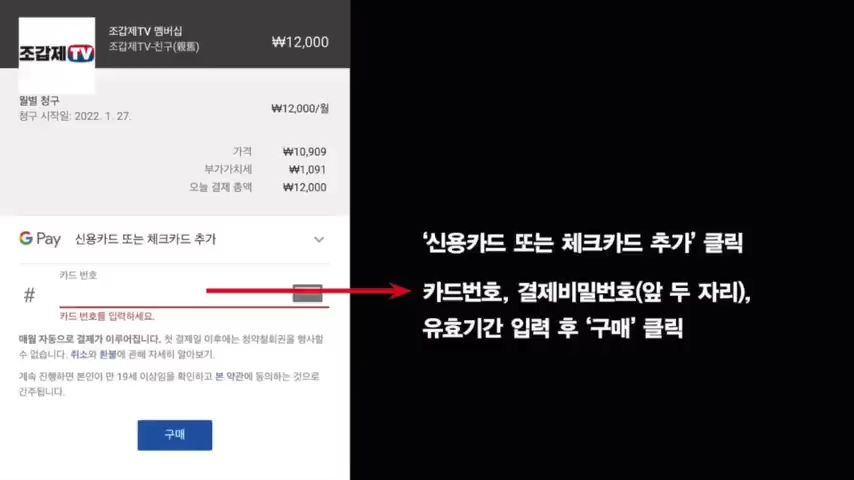 조갑제TV
조갑제TV 멤버십
조갑제TV-친구(親舊)
₩12,000
월별 청구
청구 시작일: 2022. 1. 27.
₩12,000/월
가격 ₩10,909
부가가치세 ₩1,091
오늘 결제 총액 ₩12,000
G Pay 신용카드 또는 체크카드 추가
카드 번호
#
카드 번호를 입력하세요.
매월 자동으로 결제가 이루어집니다. 첫 결제일 이후에는 청약철회권을 행사할
수 없습니다. 취소와 환불에 관해 자세히 알아보기.
계속 진행하면 본인이 만 19세 이상임을 확인하고 본 약관에 동의하는 것으로
간주됩니다.
구매
‘신용카드 또는 체크카드 추가’ 클릭
카드번호, 결제비밀번호(앞 두 자리),
유효기간 입력 후 ‘구매’ 클릭